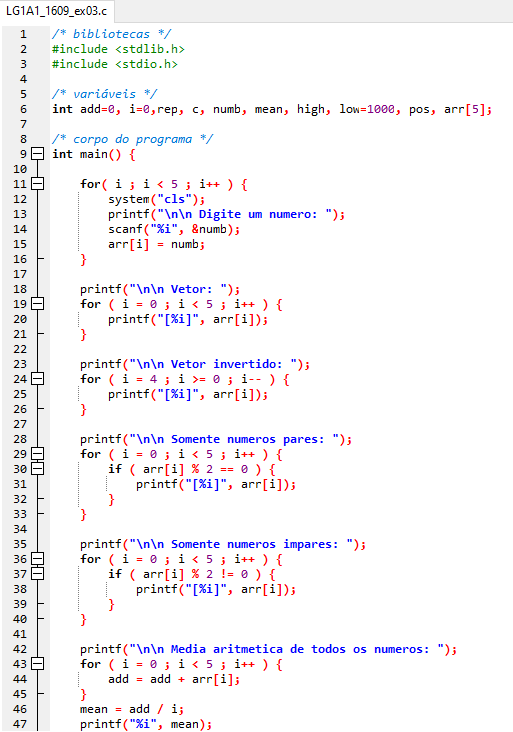 LG1A1_1609_ex03.c
1 /* bibliotecas */
2 #include <stdlib.h>
3 #include <stdio.h>
4
5 /* variáveis */
6 int add=0, i=0,rep, c, numb, mean, high, low=1000, pos, arr[5];
7
8 /* corpo do programa */
9 int main() {
10
11     for( i ; i < 5 ; i++ ) {
12         system("cls");
13         printf("\n\n Digite um numero: ");
14         scanf("%i", &numb);
15         arr[i] = numb;
16     }
17
18     printf("\n\n Vetor: ");
19     for ( i = 0 ; i < 5 ; i++ ) {
20         printf("[%i]", arr[i]);
21     }
22
23     printf("\n\n Vetor invertido: ");
24     for ( i = 4 ; i >= 0 ; i-- ) {
25         printf("[%i]", arr[i]);
26     }
27
28     printf("\n\n Somente numeros pares: ");
29     for ( i = 0 ; i < 5 ; i++ ) {
30         if ( arr[i] % 2 == 0 ) {
31             printf("[%i]", arr[i]);
32         }
33     }
34
35     printf("\n\n Somente numeros impares: ");
36     for ( i = 0 ; i < 5 ; i++ ) {
37         if ( arr[i] % 2 != 0 ) {
38             printf("[%i]", arr[i]);
39         }
40     }
41
42     printf("\n\n Media aritmetica de todos os numeros: ");
43     for ( i = 0 ; i < 5 ; i++ ) {
44         add = add + arr[i];
45     }
46     mean = add / i;
47     printf("%i", mean);